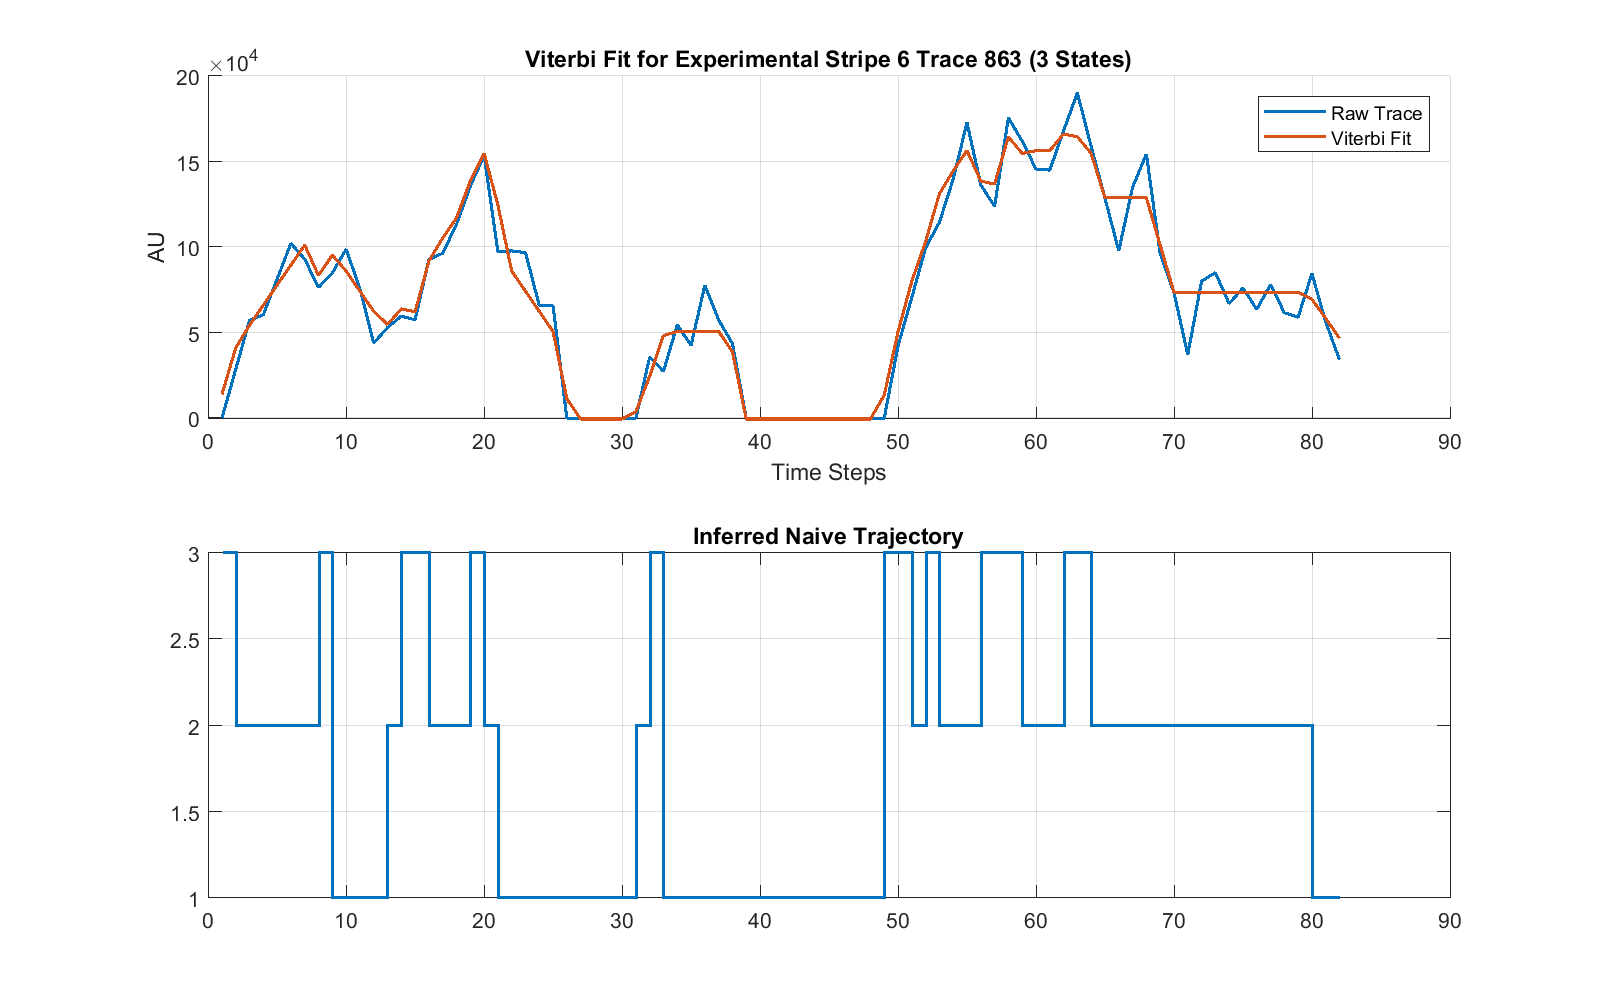 Viterbi Fit for Experimental Stripe 6 Trace 863 (3 States)
×10^4
20
15
10
5
0
AU
Raw Trace
Viterbi Fit
0 10 20 30 40 50 60 70 80 90
Time Steps
Inferred Naive Trajectory
3
2.5
2
1.5
1
0 10 20 30 40 50 60 70 80 90